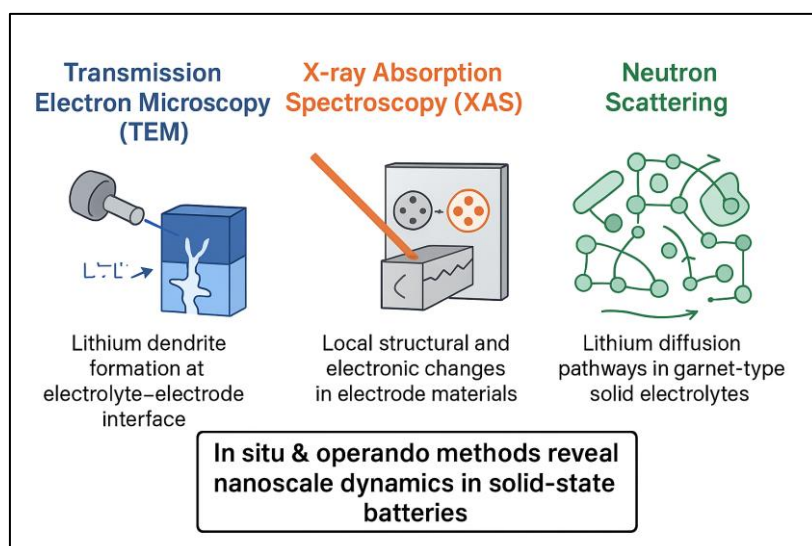 Transmission
Electron Microscopy
(TEM)
X-ray Absorption
Spectroscopy (XAS)
Neutron
Scattering
Lithium dendrite
formation at
electrolyte–electrode
interface
Local structural and
electronic changes
in electrode materials
Lithium diffusion
pathways in garnet-type
solid electrolytes
In situ & operando methods reveal
nanoscale dynamics in solid-state
batteries